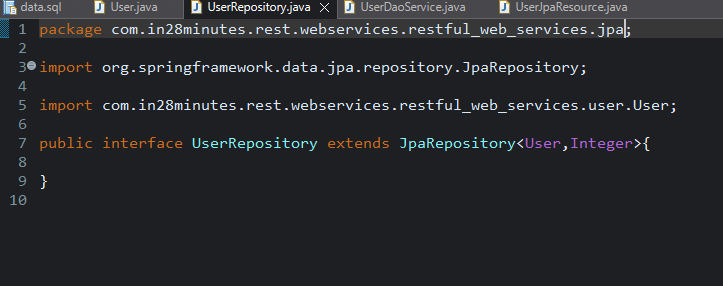 data.sql User.java UserRepository.java UserDaoService.java UserJpaResource.java
1 package com.in28minutes.rest.webservices.restful_web_services.jpa;
2
3 import org.springframework.data.jpa.repository.JpaRepository;
4
5 import com.in28minutes.rest.webservices.restful_web_services.user.User;
6
7 public interface UserRepository extends JpaRepository<User,Integer>{
8
9 }
10